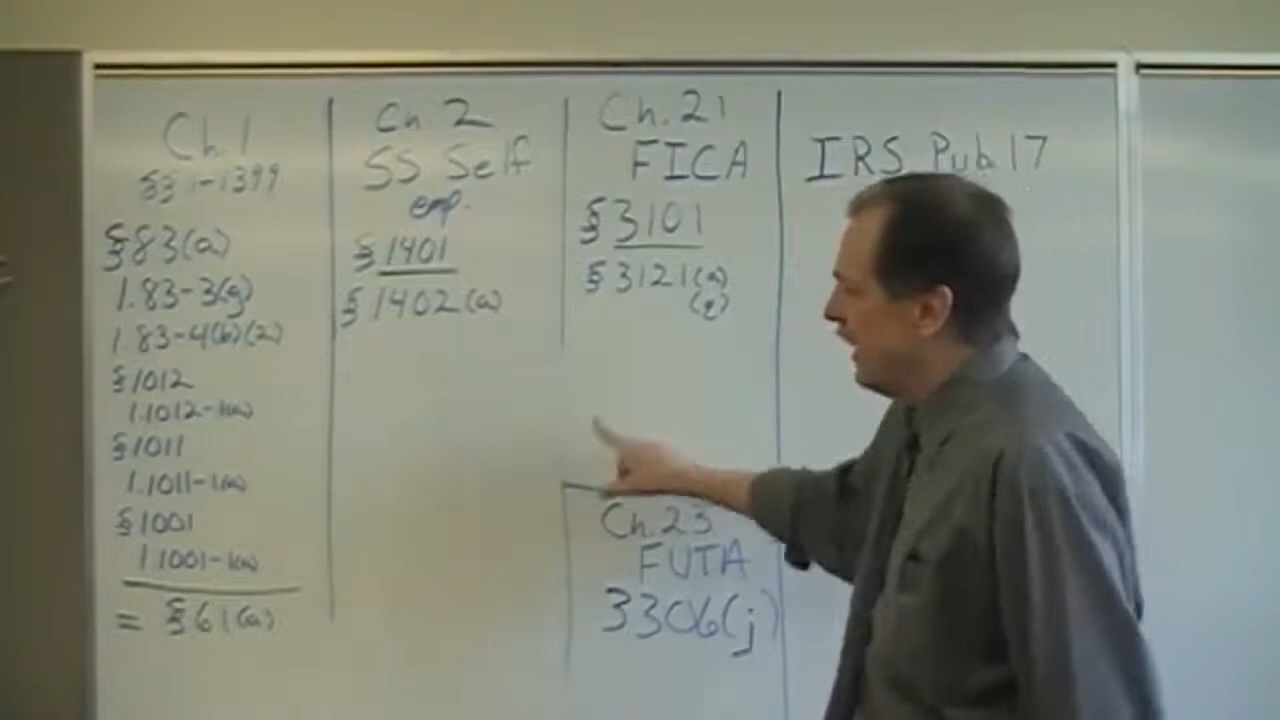 Ch.1
§§1-1399
§83(a)
1.83-3(g)
1.83-4(b)(2)
§1012
1.1012-1(a)
§1011
1.1011-1(a)
§1001
1.1001-1(a)
= §61(a)
Ch 2
SS Self
emp.
§1401
§1402(a)
Ch.21
FICA
§3101
§3121(a)
Ch.23
FUTA
3306(j)
IRS Pub.17